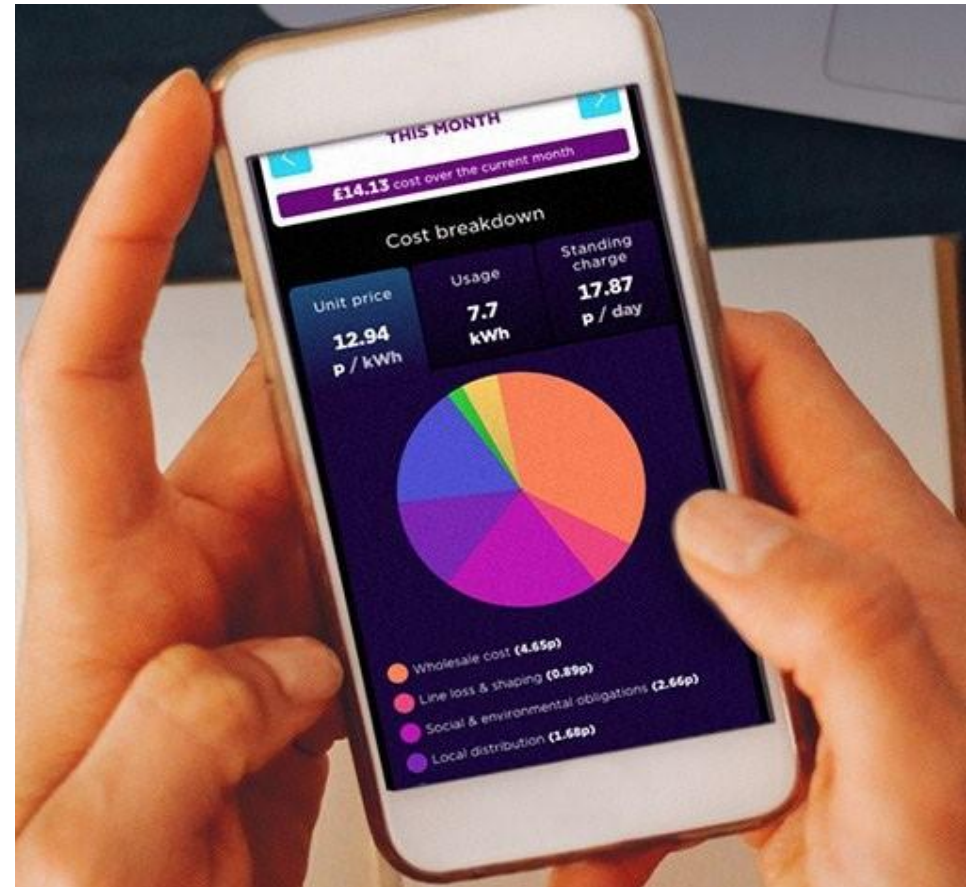 THIS MONTH
£14.13 cost over the current month
Cost breakdown
Unit price
12.94
p / kWh
Usage
7.7
kWh
Standing
charge
17.87
p / day
Wholesale cost (4.65p)
Line loss & shaping (0.89p)
Social & environmental obligations (2.66p)
Local distribution (1.68p)